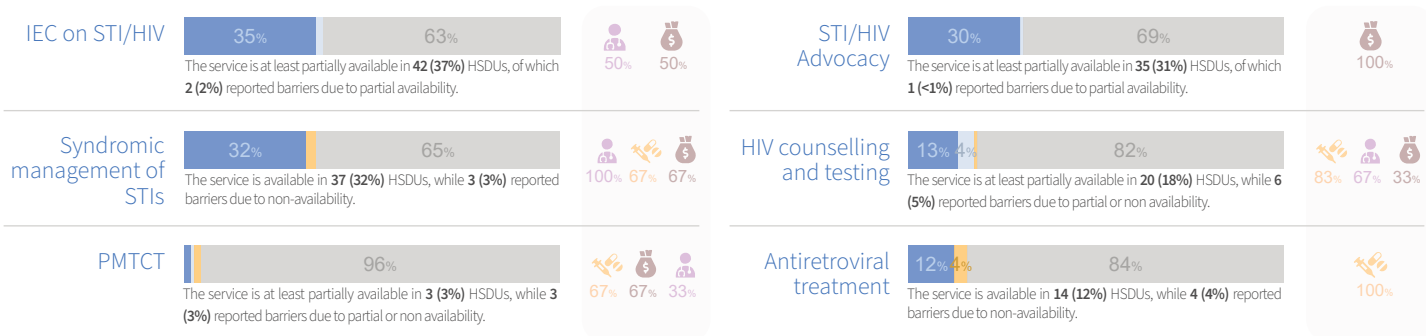 IEC on STI/HIV
35%
63%
The service is at least partially available in 42 (37%) HSDUs, of which
2 (2%) reported barriers due to partial availability.
50%
50%
Syndromic
management of
STIs
32%
65%
The service is available in 37 (32%) HSDUs, while 3 (3%) reported
barriers due to non-availability.
100%
67%
67%
PMTCT
96%
The service is at least partially available in 3 (3%) HSDUs, while 3
(3%) reported barriers due to partial or non availability.
67%
67%
33%
STI/HIV
Advocacy
30%
69%
The service is at least partially available in 35 (31%) HSDUs, of which
1 (<1%) reported barriers due to partial availability.
100%
HIV counselling
and testing
13%
4%
82%
The service is at least partially available in 20 (18%) HSDUs, while 6
(5%) reported barriers due to partial or non availability.
83%
67%
33%
Antiretroviral
treatment
12%
4%
84%
The service is available in 14 (12%) HSDUs, while 4 (4%) reported
barriers due to non-availability.
100%